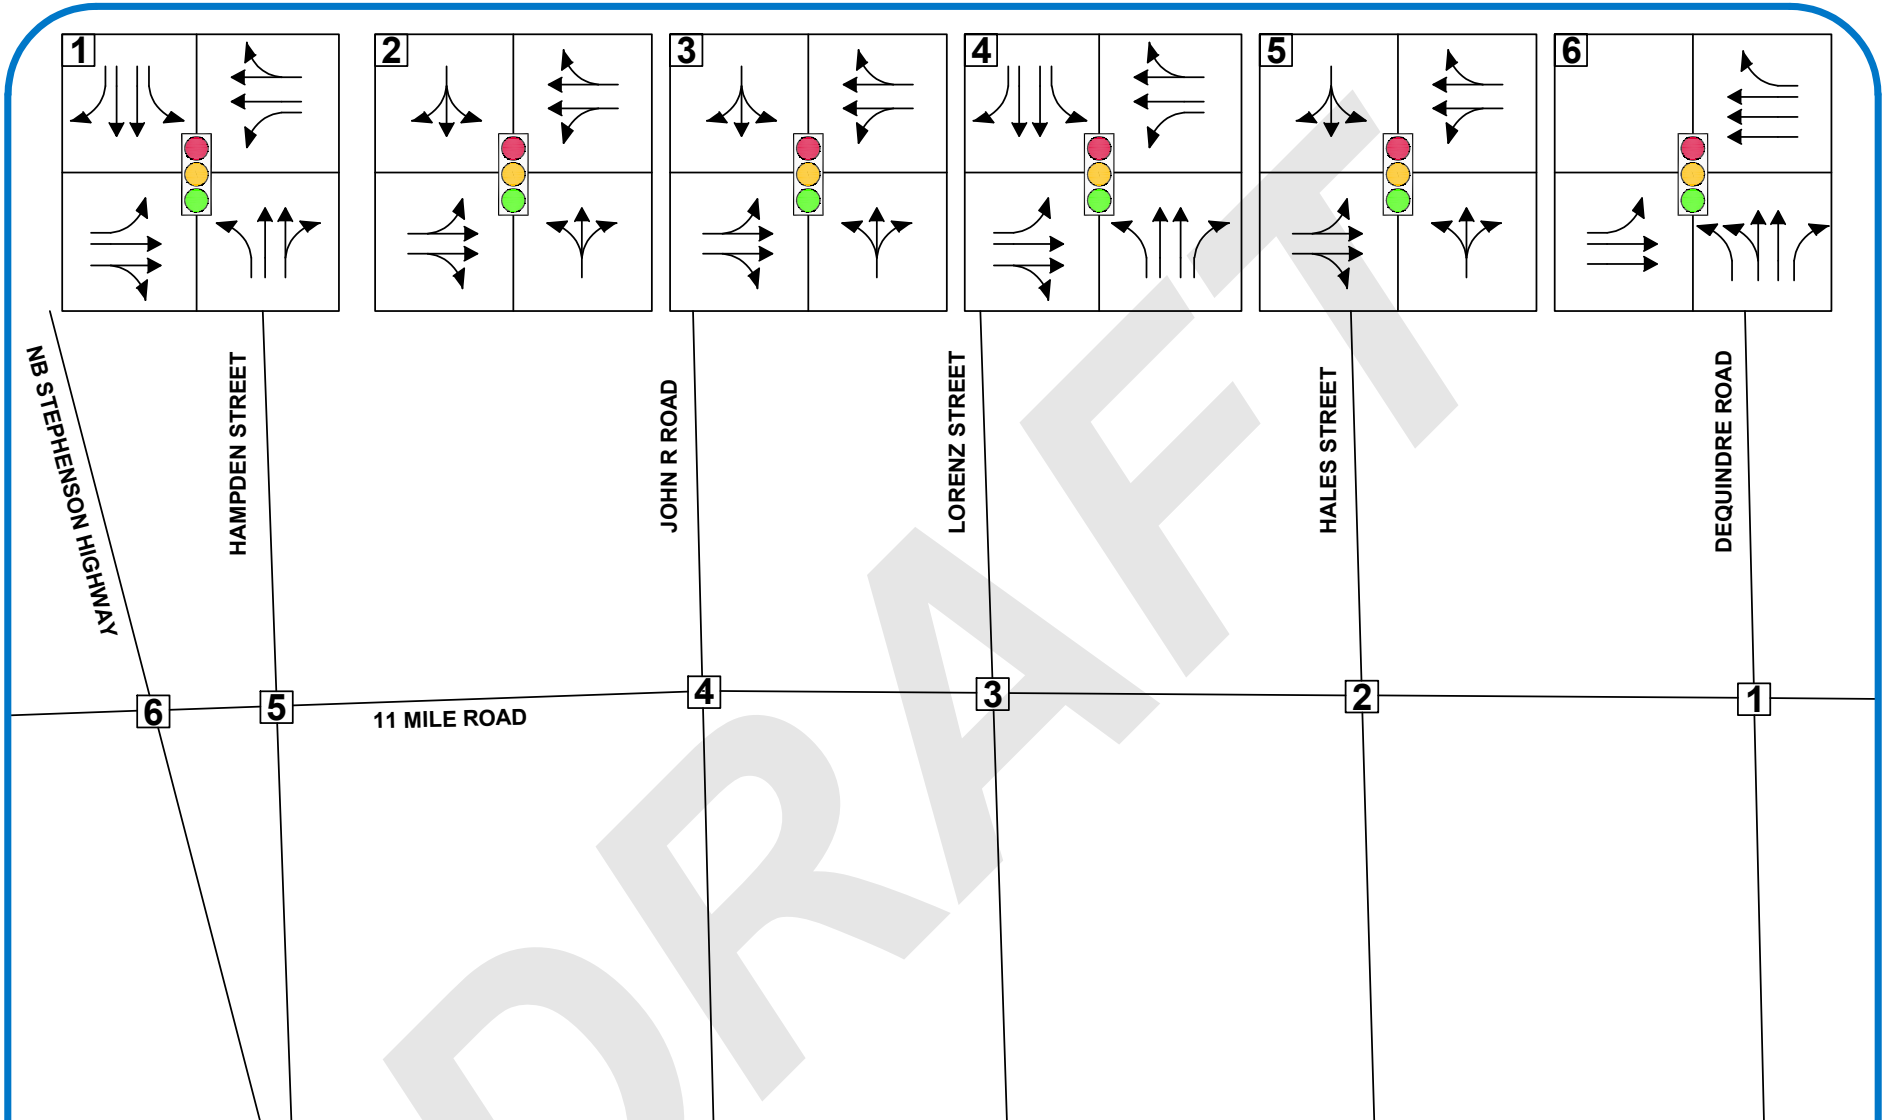 1
2
3
4
5
6
NB STEPHENSON HIGHWAY
HAMPDEN STREET
JOHN R ROAD
LORENZ STREET
HALES STREET
DEQUINDRE ROAD
6
5
4
3
2
1
11 MILE ROAD
DRAFT